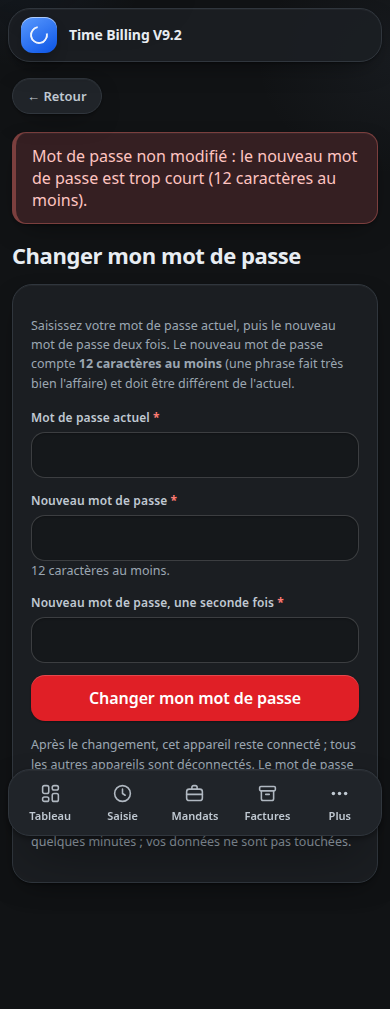 Time Billing V9.2
← Retour
Mot de passe non modifié : le nouveau mot
de passe est trop court (12 caractères au
moins).
Changer mon mot de passe
Saisissez votre mot de passe actuel, puis le nouveau
mot de passe deux fois. Le nouveau mot de passe
compte 12 caractères au moins (une phrase fait très
bien l'affaire) et doit être différent de l'actuel.
Mot de passe actuel *
Nouveau mot de passe *
12 caractères au moins.
Nouveau mot de passe, une seconde fois *
Changer mon mot de passe
Après le changement, cet appareil reste connecté ; tous
les autres appareils sont déconnectés. Le mot de passe
Tableau
Saisie
Mandats
Factures
Plus
quelques minutes ; vos données ne sont pas touchées.